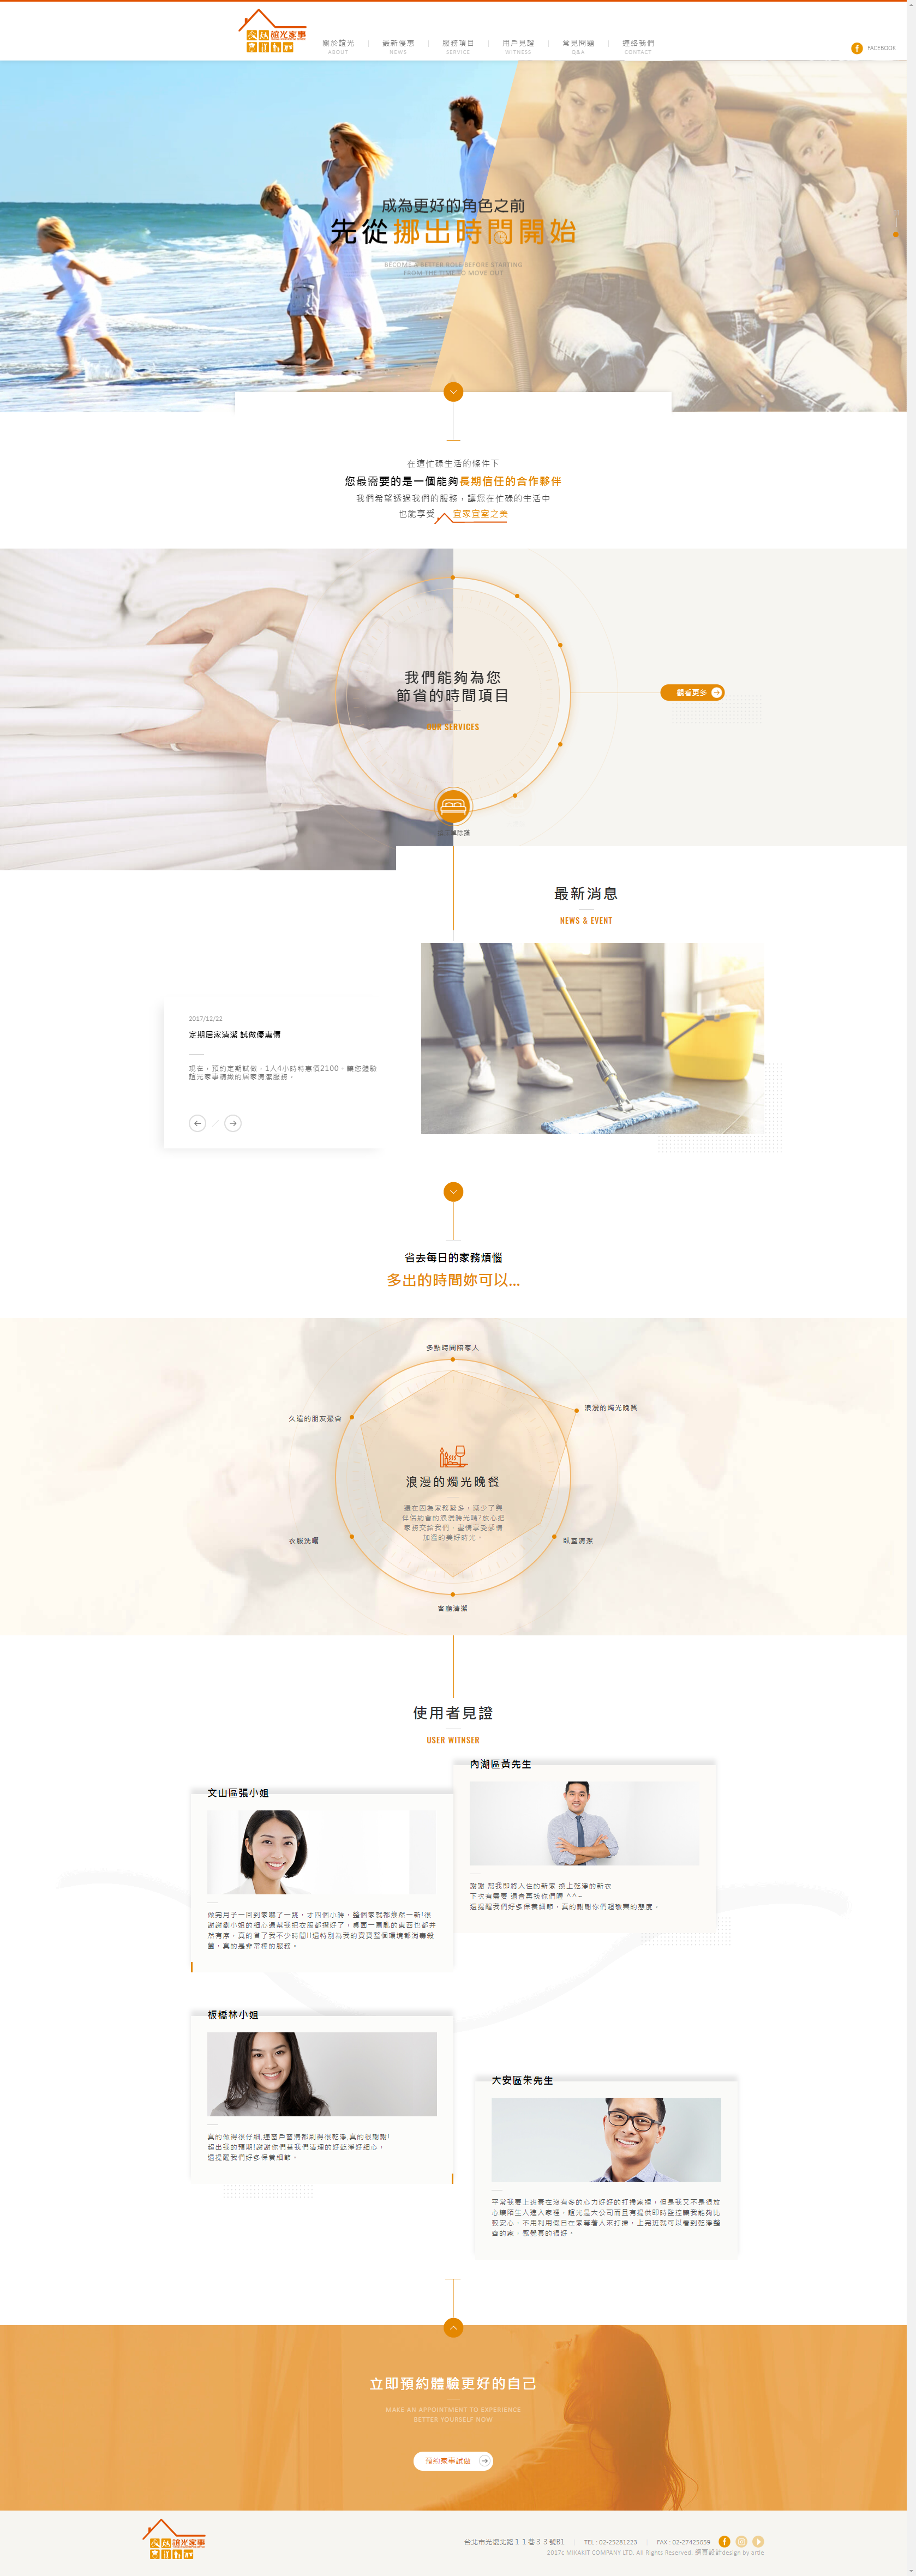 誼光家事
關於誼光
ABOUT
最新優惠
NEWS
服務項目
SERVICE
用戶見證
WITNESS
常見問題
Q&A
連絡我們
CONTACT
FACEBOOK
成為更好的角色之前
先從挪出時間開始
BECOME A BETTER ROLE BEFORE STARTING
FROM THE TIME TO MOVE OUT
在這忙碌生活的條件下
您最需要的是一個能夠長期信任的合作夥伴
我們希望透過我們的服務，讓您在忙碌的生活中
也能享受 宜家宜室之美
我們能夠為您
節省的時間項目
OUR SERVICES
觀看更多
最新消息
NEWS & EVENT
2017/12/22
定期居家清潔 試做優惠價
現在，預約定期試做，1人4小時特惠價2100，讓您體驗
誼光家事精緻的居家清潔服務。
省去每日的家務煩惱
多出的時間妳可以...
多點時間陪家人
浪漫的燭光晚餐
久違的朋友聚會
浪漫的燭光晚餐
還在因為家務繁多，減少了與
伴侶約會的浪漫時光嗎?放心把
家務交給我們，盡情享受感情
加溫的美好時光。
衣服洗曬
臥室清潔
客廳清潔
使用者見證
USER WITNSER
內湖區黃先生
謝謝 幫我即將入住的新家 換上乾淨的新衣
下次有需要 還會再找你們喔 ^^~
還提醒我們好多保養細節，真的謝謝你們超敬業的態度。
文山區張小姐
做完月子一回到家嚇了一跳，才四個小時，整個家就都煥然一新!很
謝謝劉小姐的細心還幫我把衣服都摺好了，桌面一團亂的東西也都井
然有序，真的省了我不少時間!!還特別為我的寶寶整個環境都消毒殺
菌，真的是非常棒的服務。
板橋林小姐
真的做得很仔細,連窗戶窗溝都刷得很乾淨,真的很謝謝!
超出我的預期!謝謝你們替我們清理的好乾淨好細心，
還提醒我們好多保養細節。
大安區朱先生
平常我要上班實在沒有多的心力好好的打掃家裡，但是我又不是很放
心讓陌生人進入家裡，誼光是大公司而且有提供即時監控讓我能夠比
較安心，不用利用假日在家等著人來打掃，上完班就可以看到乾淨整
齊的家，感覺真的很好。
立即預約體驗更好的自己
MAKE AN APPOINTMENT TO EXPERIENCE
BETTER YOURSELF NOW
預約家事試做
誼光家事
台北市光復北路１１巷３３號B1
TEL : 02-25281223
FAX : 02-27425659
2017c MIKAKIT COMPANY LTD. All Rights Reserved. 網頁設計design by artie